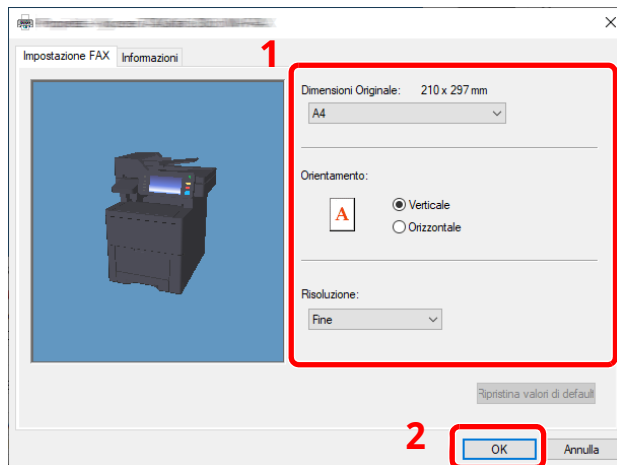 Impostazione FAX
Informazioni
1
Dimensioni Originale: 210 x 297 mm
A4
Orientamento:
A
Verticale
Orizzontale
Risoluzione:
Fine
Ripristina valori di default
2
OK
Annulla